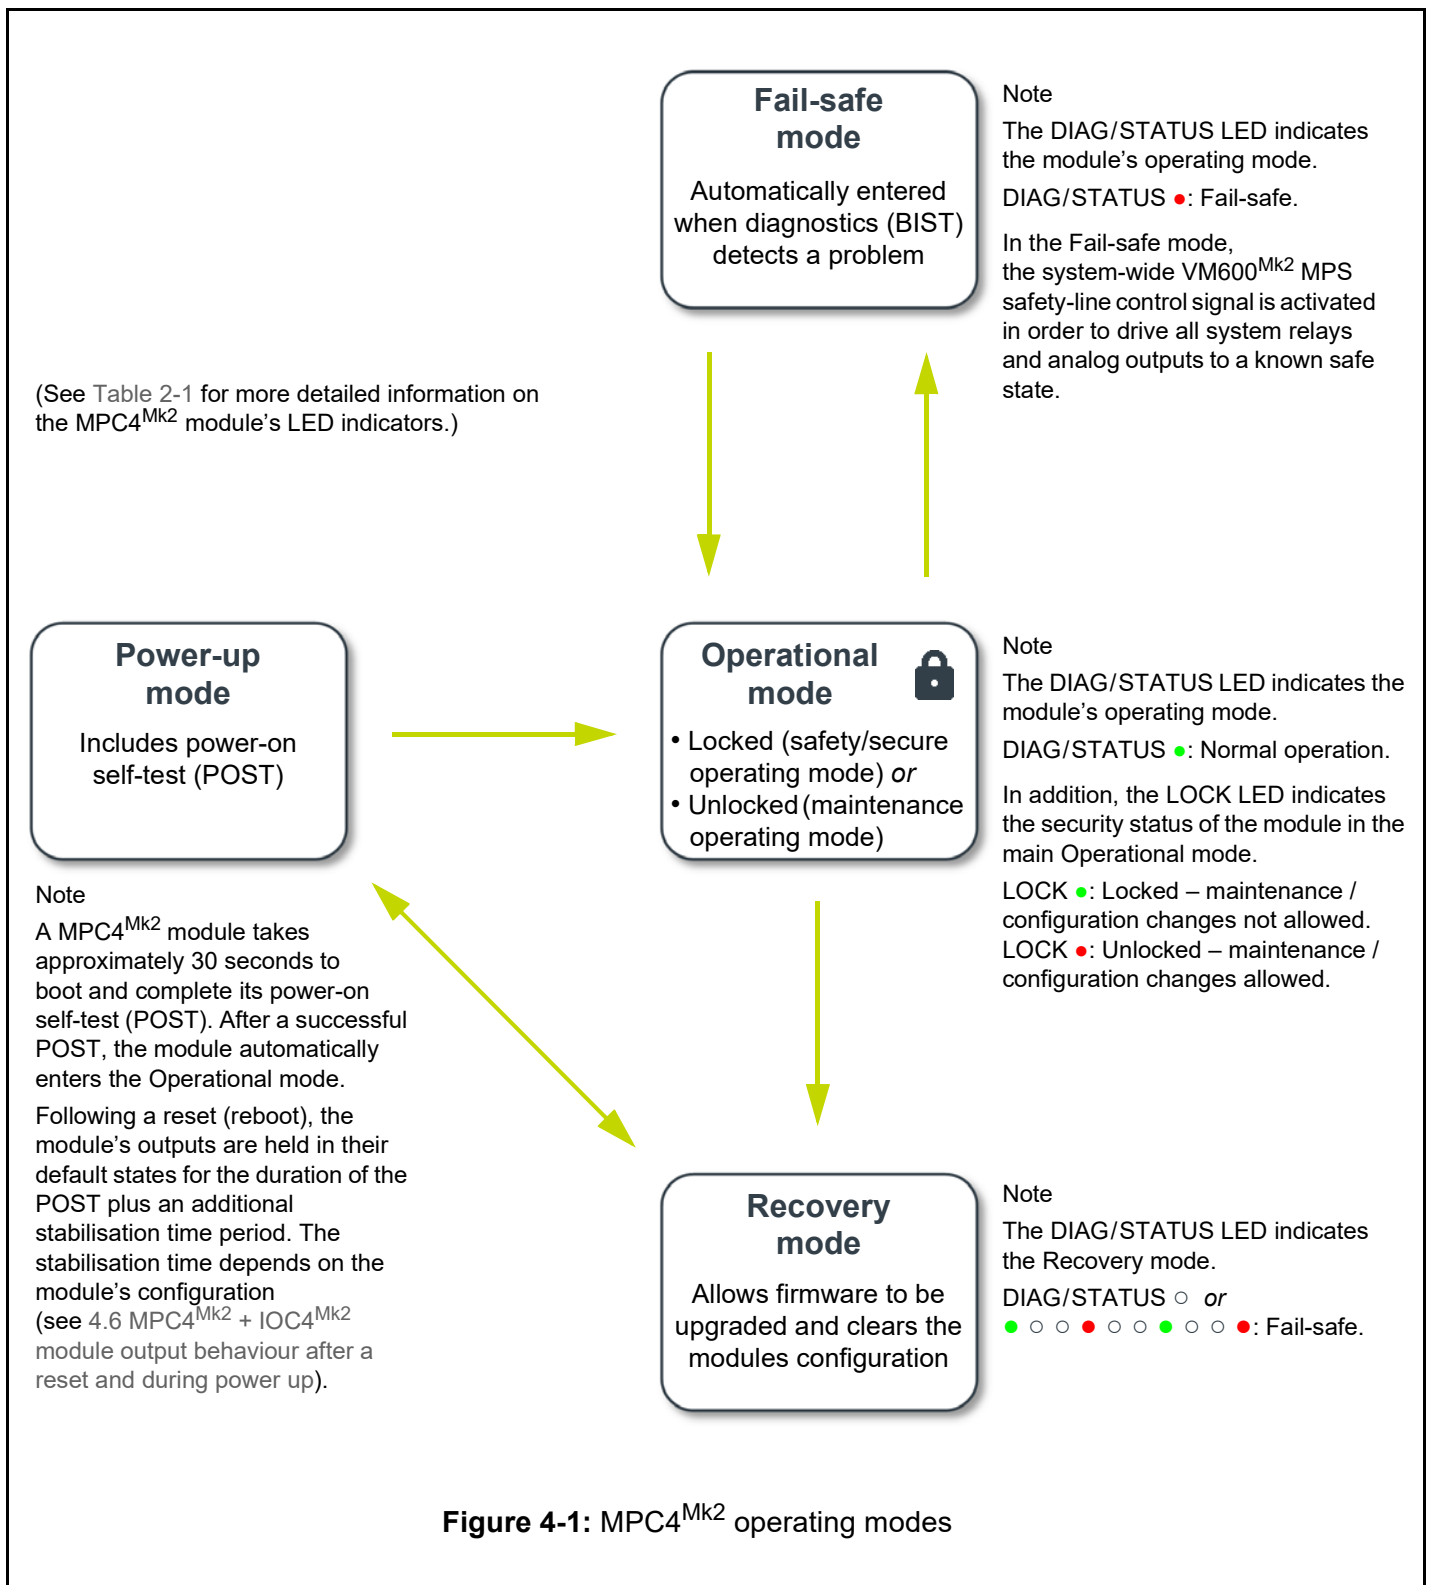 Fail-safe
mode
Automatically entered
when diagnostics (BIST)
detects a problem
Note
The DIAG/STATUS LED indicates
the module’s operating mode.
DIAG/STATUS ●: Fail-safe.
In the Fail-safe mode,
the system-wide VM600Mk2 MPS
safety-line control signal is activated
in order to drive all system relays
and analog outputs to a known safe
state.
(See Table 2-1 for more detailed information on
the MPC4Mk2 module’s LED indicators.)
Power-up
mode
Includes power-on
self-test (POST)
Operational
mode
• Locked (safety/secure
operating mode) or
• Unlocked (maintenance
operating mode)
Note
The DIAG/STATUS LED indicates the
module’s operating mode.
DIAG/STATUS ●: Normal operation.
In addition, the LOCK LED indicates
the security status of the module in the
main Operational mode.
LOCK ●: Locked – maintenance /
configuration changes not allowed.
LOCK ●: Unlocked – maintenance /
configuration changes allowed.
Note
A MPC4Mk2 module takes
approximately 30 seconds to
boot and complete its power-on
self-test (POST). After a successful
POST, the module automatically
enters the Operational mode.
Following a reset (reboot), the
module’s outputs are held in their
default states for the duration of the
POST plus an additional
stabilisation time period. The
stabilisation time depends on the
module’s configuration
(see 4.6 MPC4Mk2 + IOC4Mk2
module output behaviour after a
reset and during power up).
Recovery
mode
Allows firmware to be
upgraded and clears the
modules configuration
Note
The DIAG/STATUS LED indicates
the Recovery mode.
DIAG/STATUS ○ or
● ○ ○ ● ○ ○ ● ○ ○ ●: Fail-safe.
Figure 4-1: MPC4Mk2 operating modes